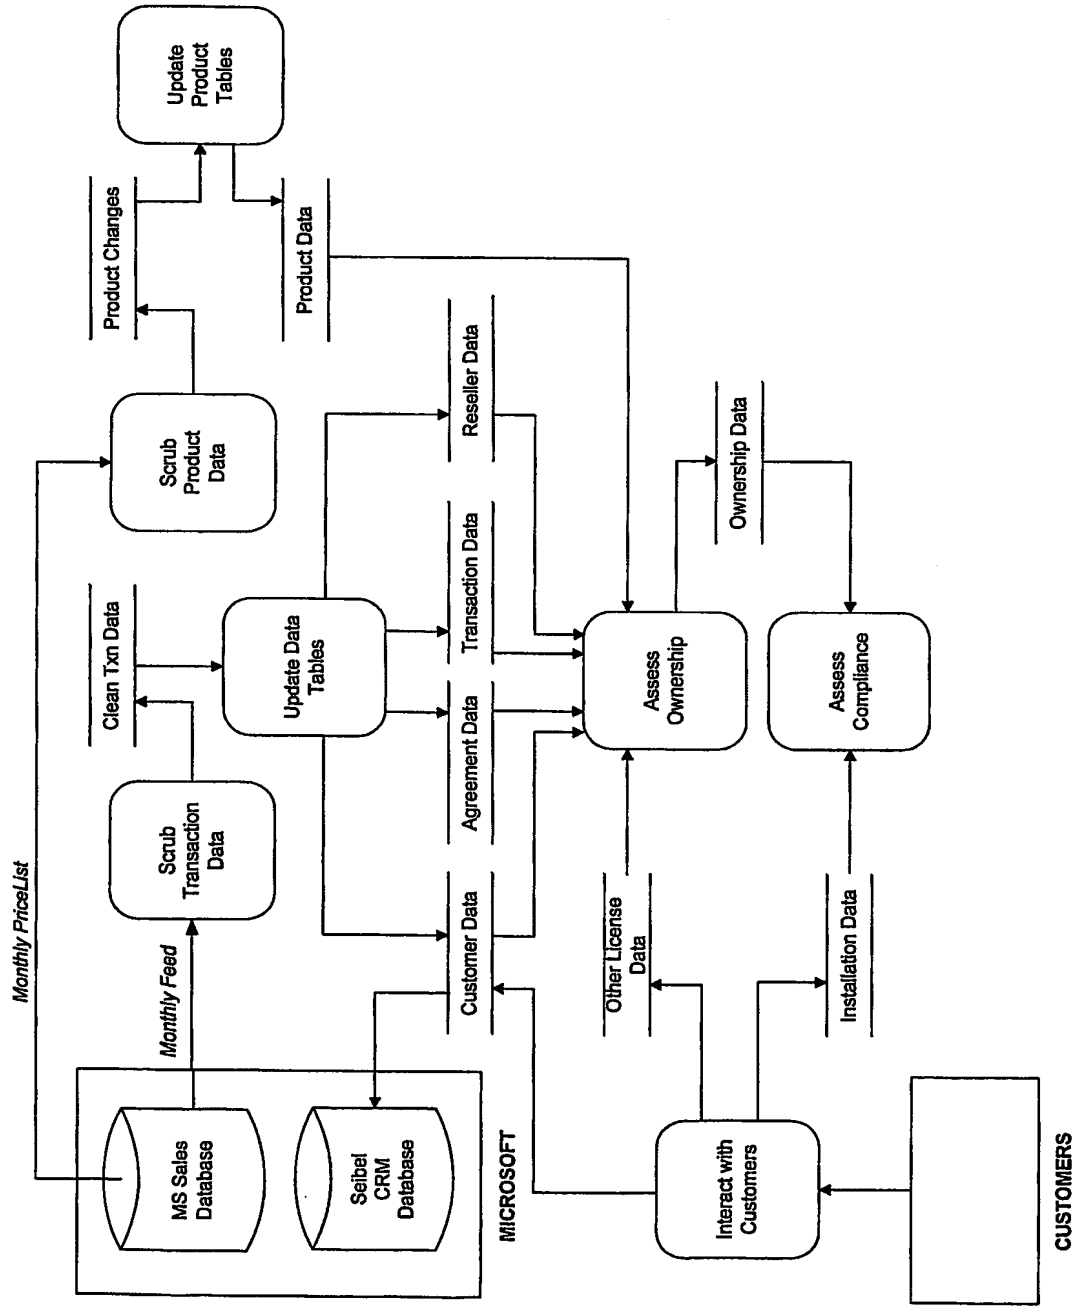 Monthly PriceList
Monthly Feed
MS Sales
Database
Seibel
CRM
Database
MICROSOFT
Scrub
Transaction
Data
Clean Txn Data
Scrub
Product
Data
Product Changes
Update
Product
Tables
Product Data
Update Data
Tables
Customer Data
Agreement Data
Transaction Data
Reseller Data
Other License
Data
Assess
Ownership
Ownership Data
Installation Data
Assess
Compliance
Interact with
Customers
CUSTOMERS